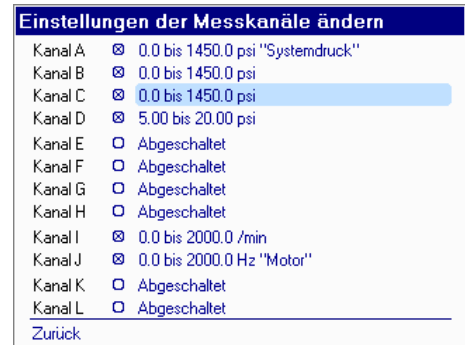 Einstellungen der Messkanäle ändern
Kanal A 0.0 bis 1450.0 psi "Systemdruck"
Kanal B 0.0 bis 1450.0 psi
Kanal C 0.0 bis 1450.0 psi
Kanal D 5.00 bis 20.00 psi
Kanal E Abgeschaltet
Kanal F Abgeschaltet
Kanal G Abgeschaltet
Kanal H Abgeschaltet
Kanal I 0.0 bis 2000.0 /min
Kanal J 0.0 bis 2000.0 Hz "Motor"
Kanal K Abgeschaltet
Kanal L Abgeschaltet
Zurück